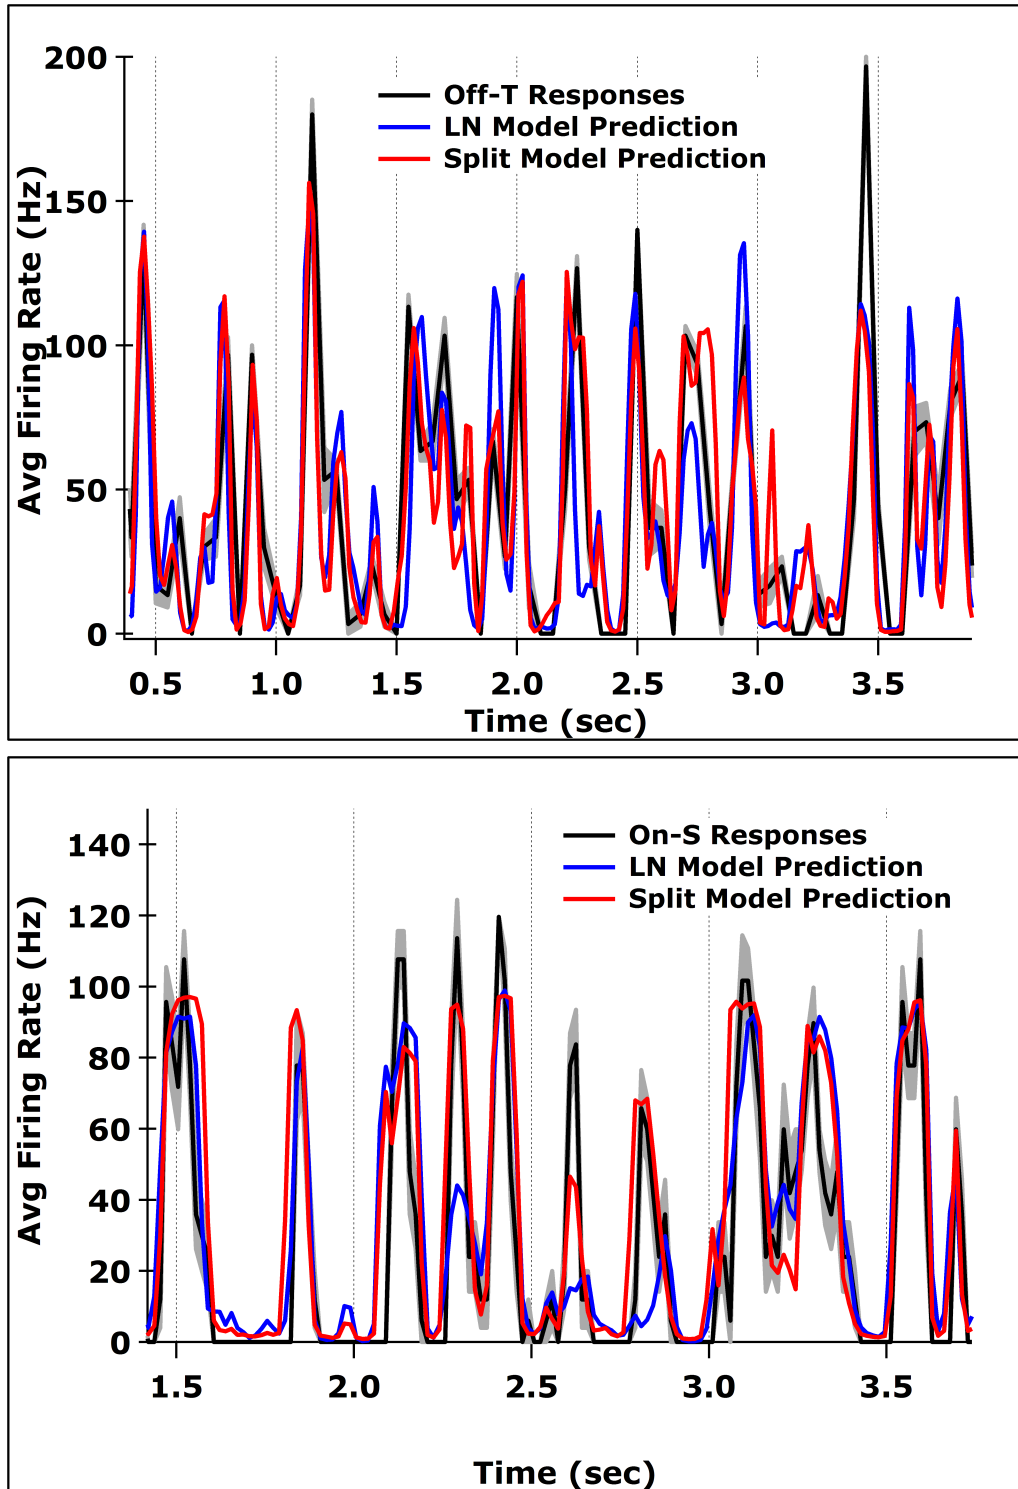 200
150
100
50
0
Avg Firing Rate (Hz)
Off-T Responses
LN Model Prediction
Split Model Prediction
0.5 1.0 1.5 2.0 2.5 3.0 3.5
Time (sec)
140
120
100
80
60
40
20
0
Avg Firing Rate (Hz)
On-S Responses
LN Model Prediction
Split Model Prediction
1.5 2.0 2.5 3.0 3.5
Time (sec)